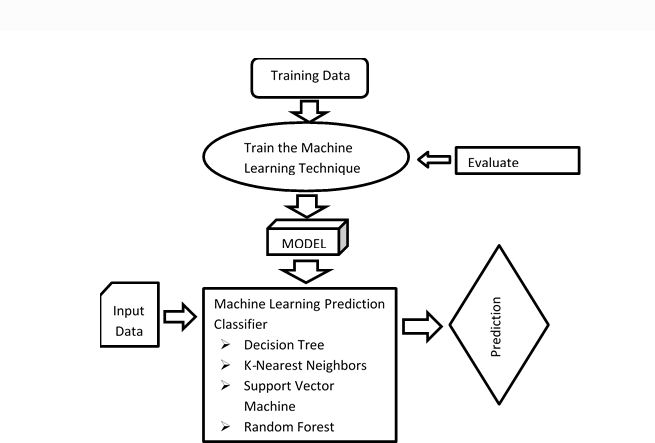 Training Data
Train the Machine
Learning Technique
Evaluate
MODEL
Input
Data
Machine Learning Prediction
Classifier
Decision Tree
K-Nearest Neighbors
Support Vector
Machine
Random Forest
Prediction